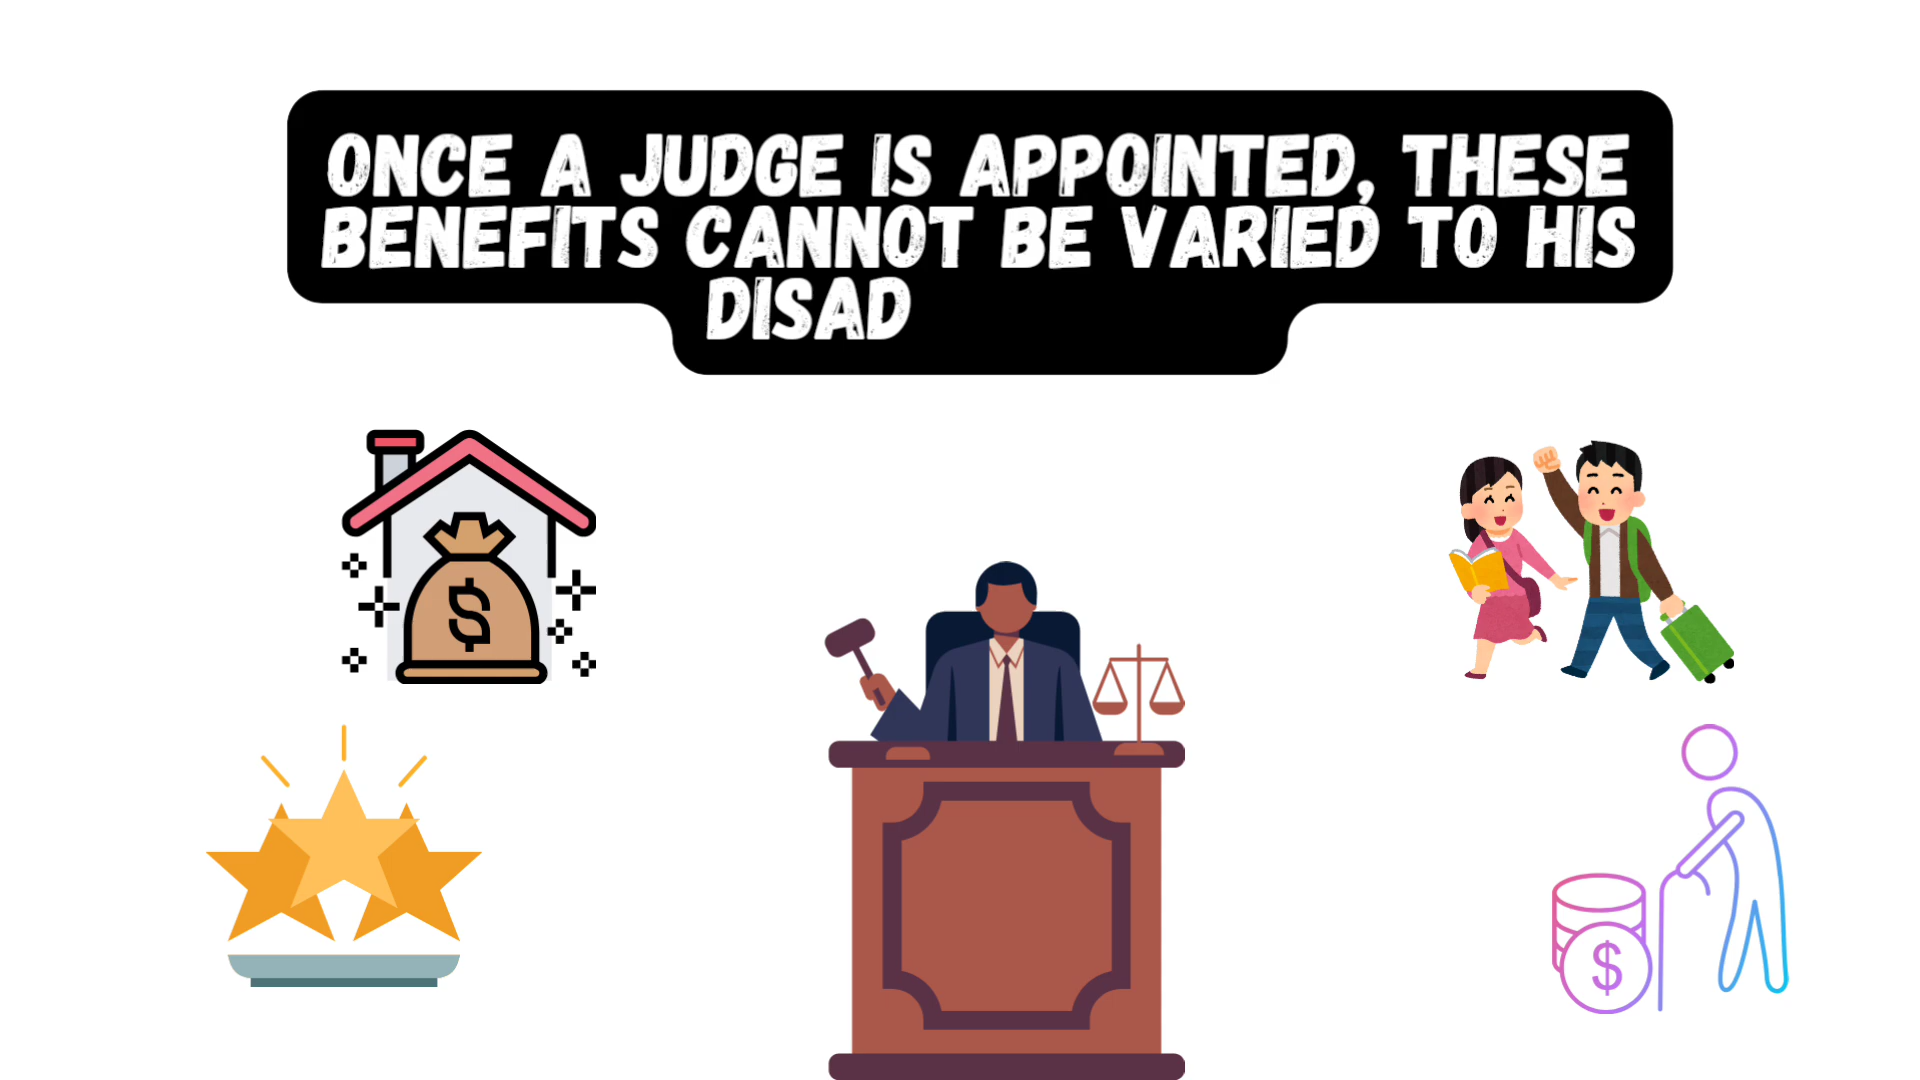 ONCE A JUDGE IS APPOINTED, THESE
BENEFITS CANNOT BE VARIED TO HIS
DISAD
$
$